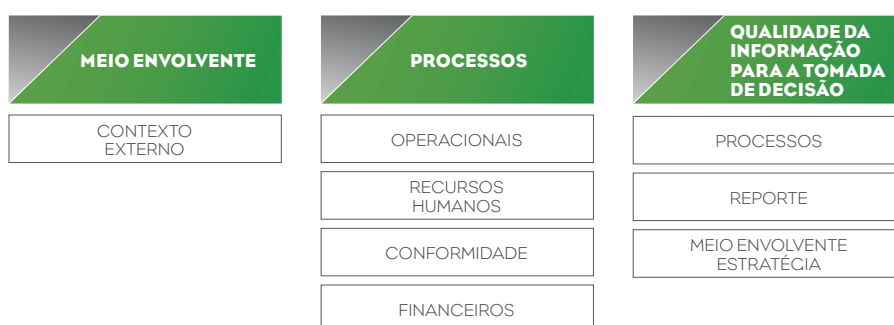 MEIO ENVOLVENTE
CONTEXTO
EXTERNO
PROCESSOS
OPERACIONAIS
RECURSOS
HUMANOS
CONFORMIDADE
FINANCEIROS
QUALIDADE DA
INFORMAÇÃO
PARA A TOMADA
DE DECISÃO
PROCESSOS
REPORTE
MEIO ENVOLVENTE
ESTRATÉGIA